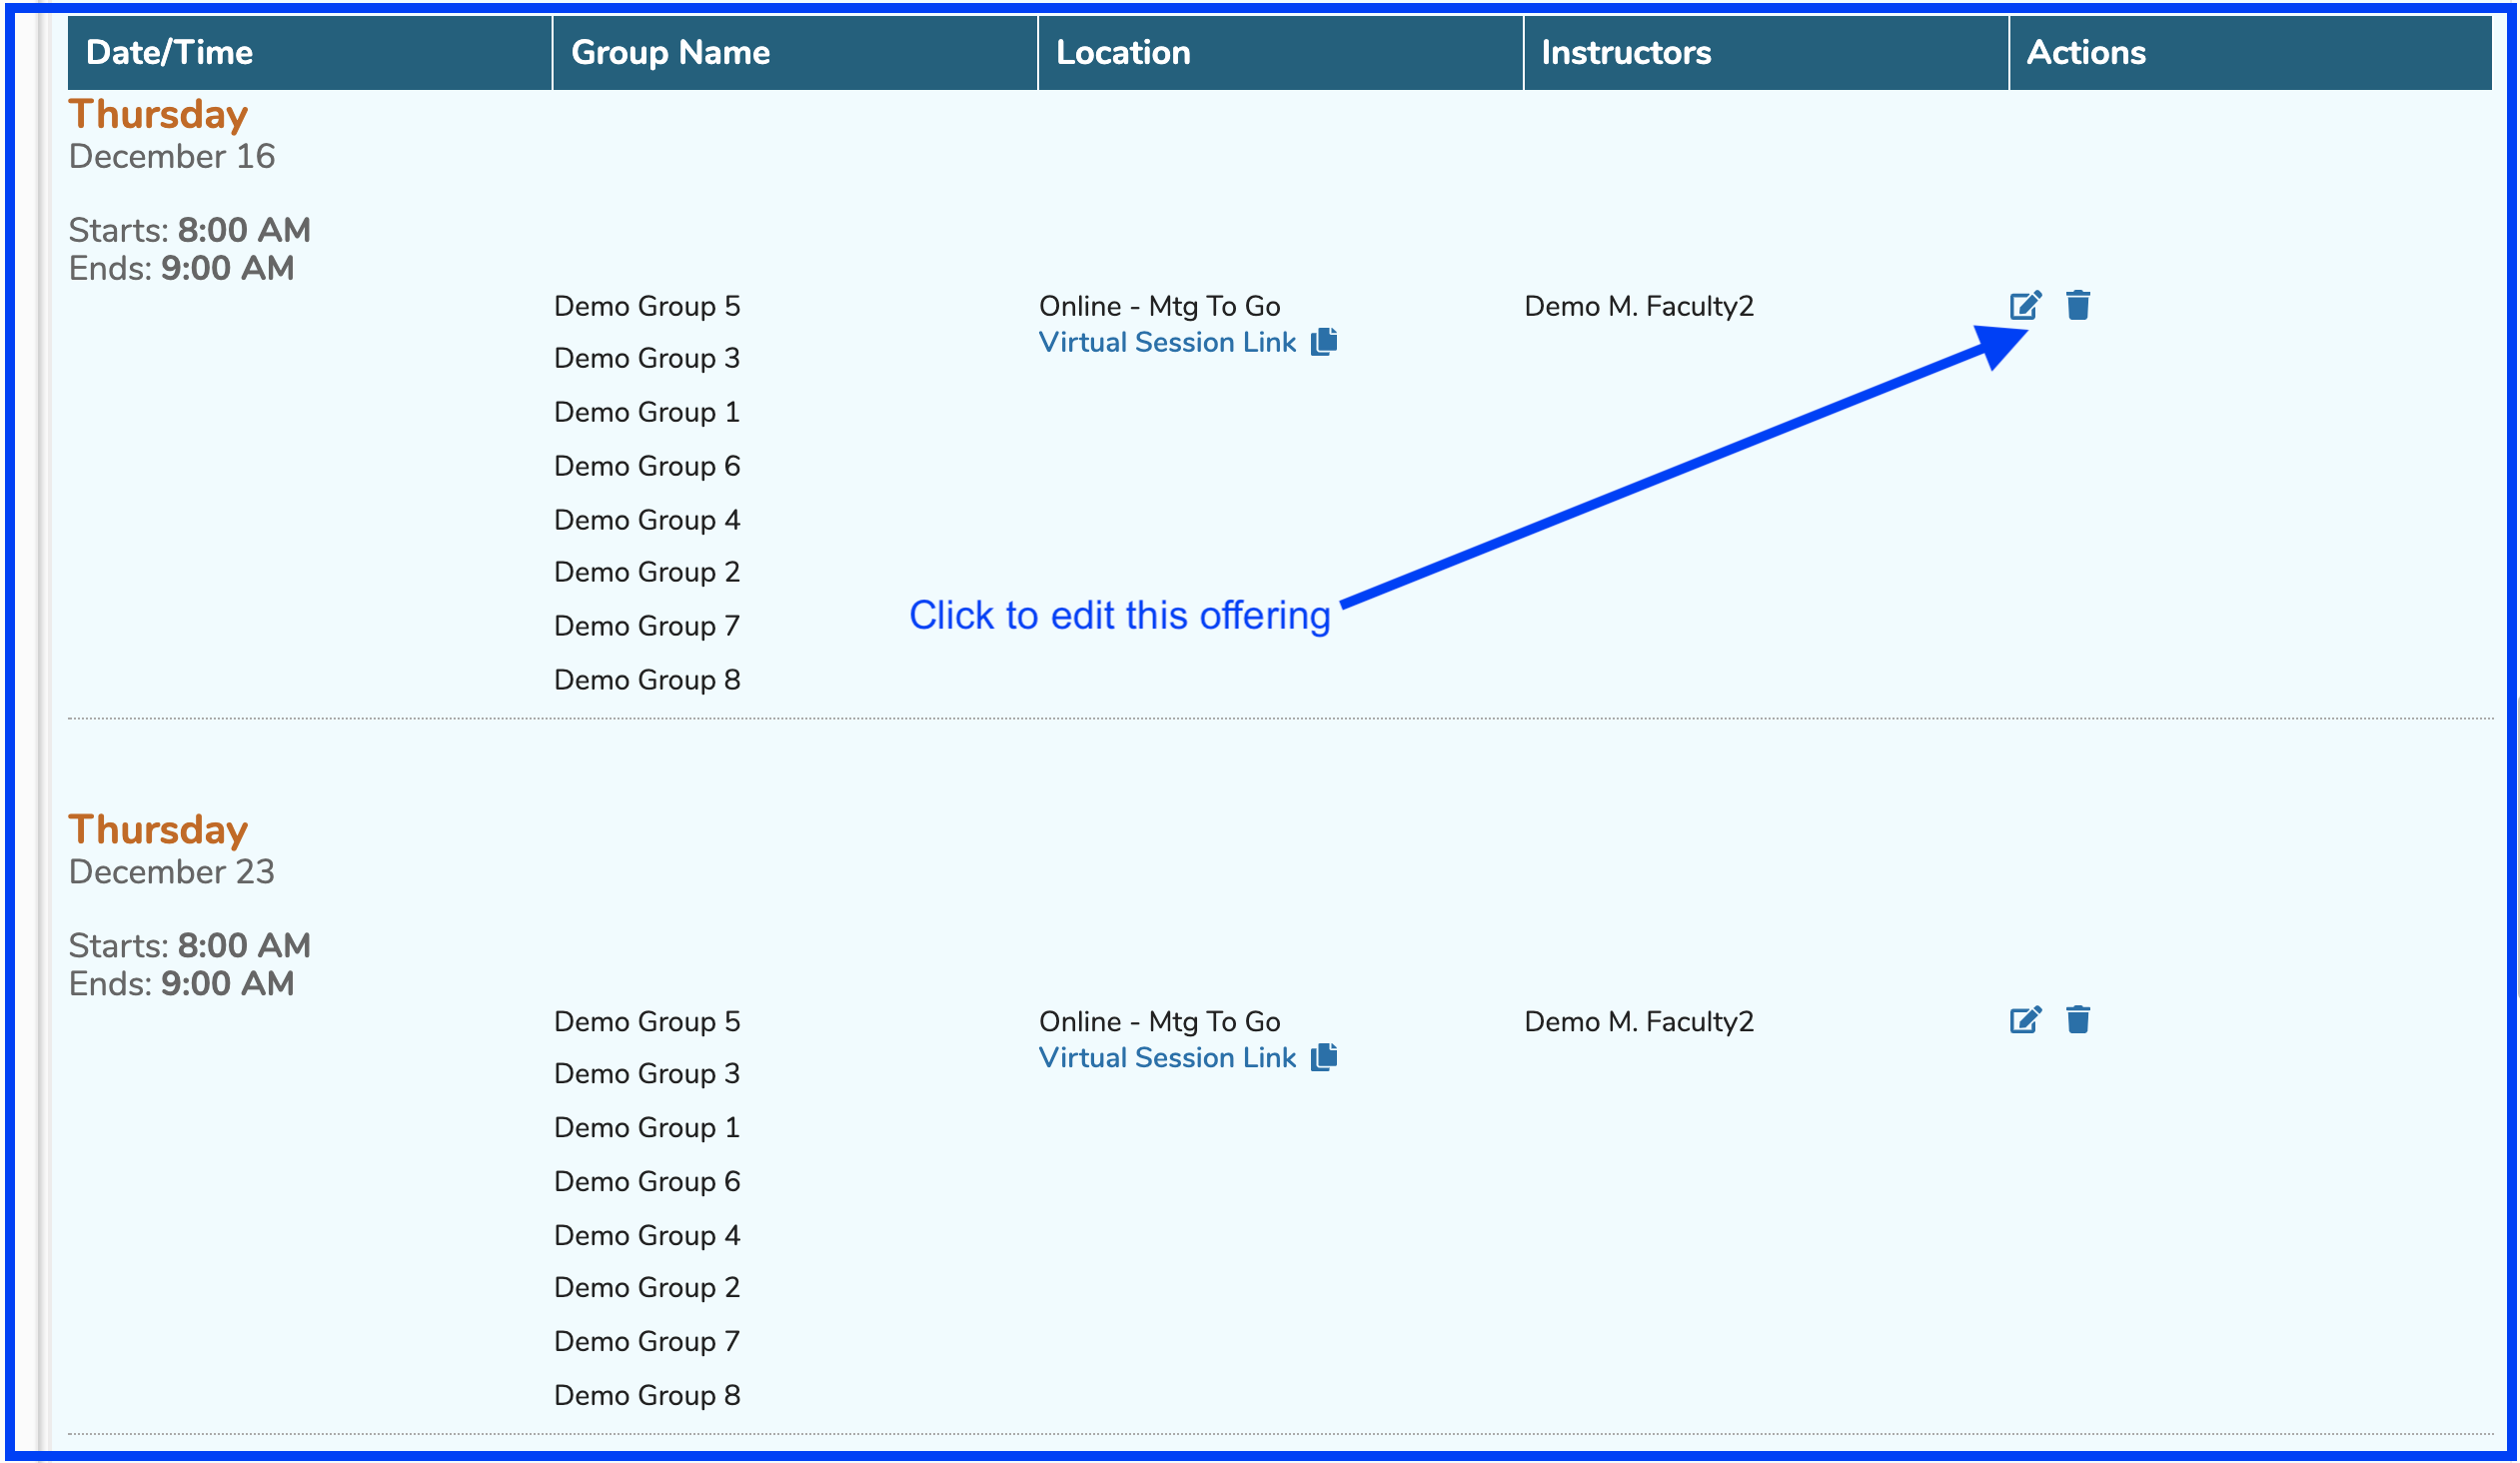 Date/Time Group Name Location Instructors Actions
Thursday
December 16
Starts: 8:00 AM
Ends: 9:00 AM
Demo Group 5 Online - Mtg To Go Demo M. Faculty2
Virtual Session Link
Demo Group 3
Demo Group 1
Demo Group 6
Demo Group 4
Demo Group 2
Click to edit this offering
Demo Group 7
Demo Group 8
Thursday
December 23
Starts: 8:00 AM
Ends: 9:00 AM
Demo Group 5 Online - Mtg To Go Demo M. Faculty2
Virtual Session Link
Demo Group 3
Demo Group 1
Demo Group 6
Demo Group 4
Demo Group 2
Demo Group 7
Demo Group 8